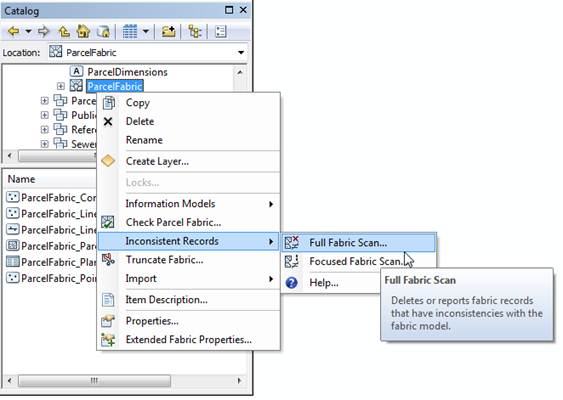 Catalog
Location: ParcelFabric
ParcelDimensions
ParcelFabric
Parce
Public
Refere
Sewer
Name
ParcelFabric_Con
ParcelFabric_Line
ParcelFabric_Line
ParcelFabric_Parc
ParcelFabric_Plan
ParcelFabric_Poin
Copy
Delete
Rename
Create Layer...
Locks...
Information Models
Check Parcel Fabric...
Inconsistent Records
Truncate Fabric...
Import
Item Description...
Properties...
Extended Fabric Properties...
Full Fabric Scan...
Focused Fabric Scan...
Help...
Full Fabric Scan
Deletes or reports fabric records
that have inconsistencies with the
fabric model.